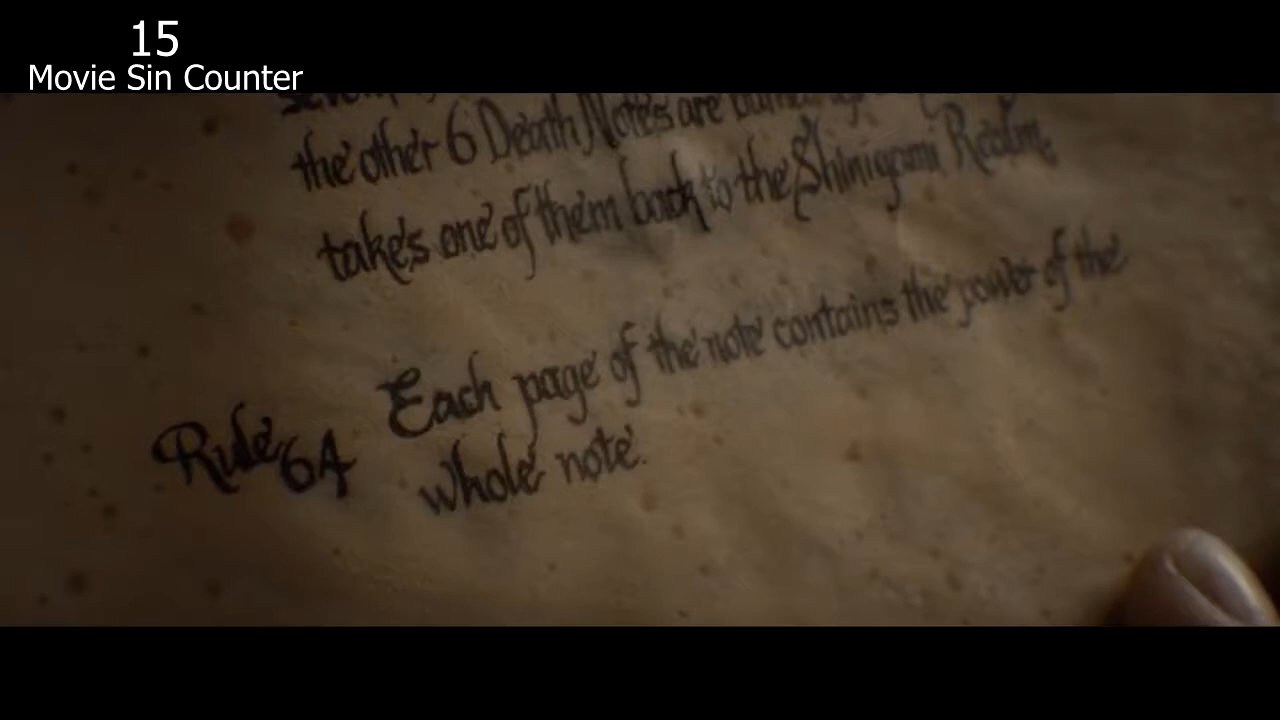 15
Movie Sin Counter
the other 6 Death Notes are
takes one of them back to the Shinigami Realm.
Each page of the note contains the power of the
Rule 64
whole note.